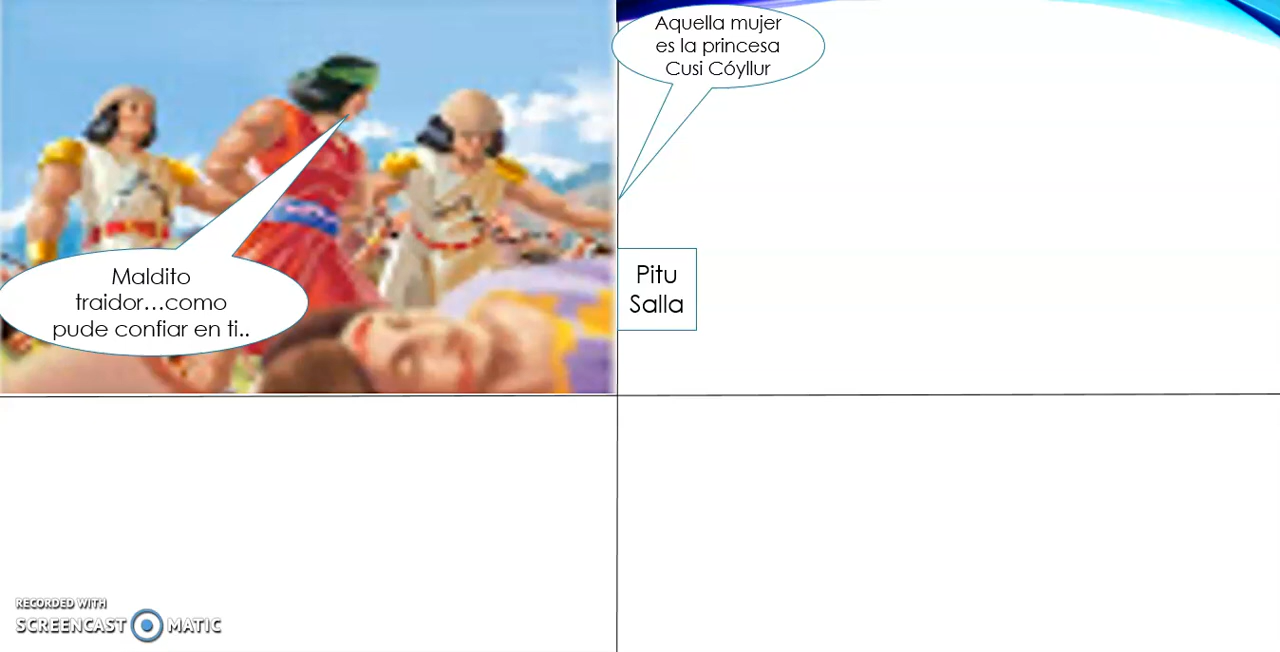 Maldito
traidor...como
pude confiar en ti..
Aquella mujer
es la princesa
Cusi Cóyllur
Pitu
Salla
RECORDED WITH
SCREENCAST MATIC